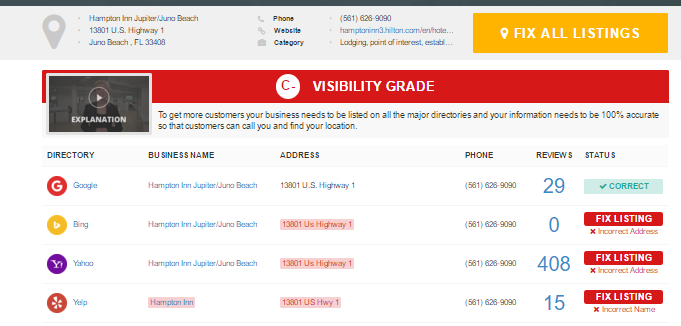 Hampton Inn Jupiter/Juno Beach
13801 U.S. Highway 1
Juno Beach , FL 33408
Phone (561) 626-9090
Website hamptoninn3.hilton.com/en/hote...
Category Lodging, point of interest, establ...
FIX ALL LISTINGS
C- VISIBILITY GRADE
EXPLANATION
To get more customers your business needs to be listed on all the major directories and your information needs to be 100% accurate
so that customers can call you and find your location.
DIRECTORY BUSINESS NAME ADDRESS PHONE REVIEWS STATUS
Google Hampton Inn Jupiter/Juno Beach 13801 U.S. Highway 1 (561) 626-9090 29 CORRECT
Bing Hampton Inn Jupiter/Juno Beach 13801 Us Highway 1 (561) 626-9090 0 FIX LISTING
Incorrect Address
Yahoo Hampton Inn Jupiter/Juno Beach 13801 Us Highway 1 (561) 626-9090 408 FIX LISTING
Incorrect Address
Yelp Hampton Inn 13801 US Hwy 1 (561) 626-9090 15 FIX LISTING
Incorrect Name